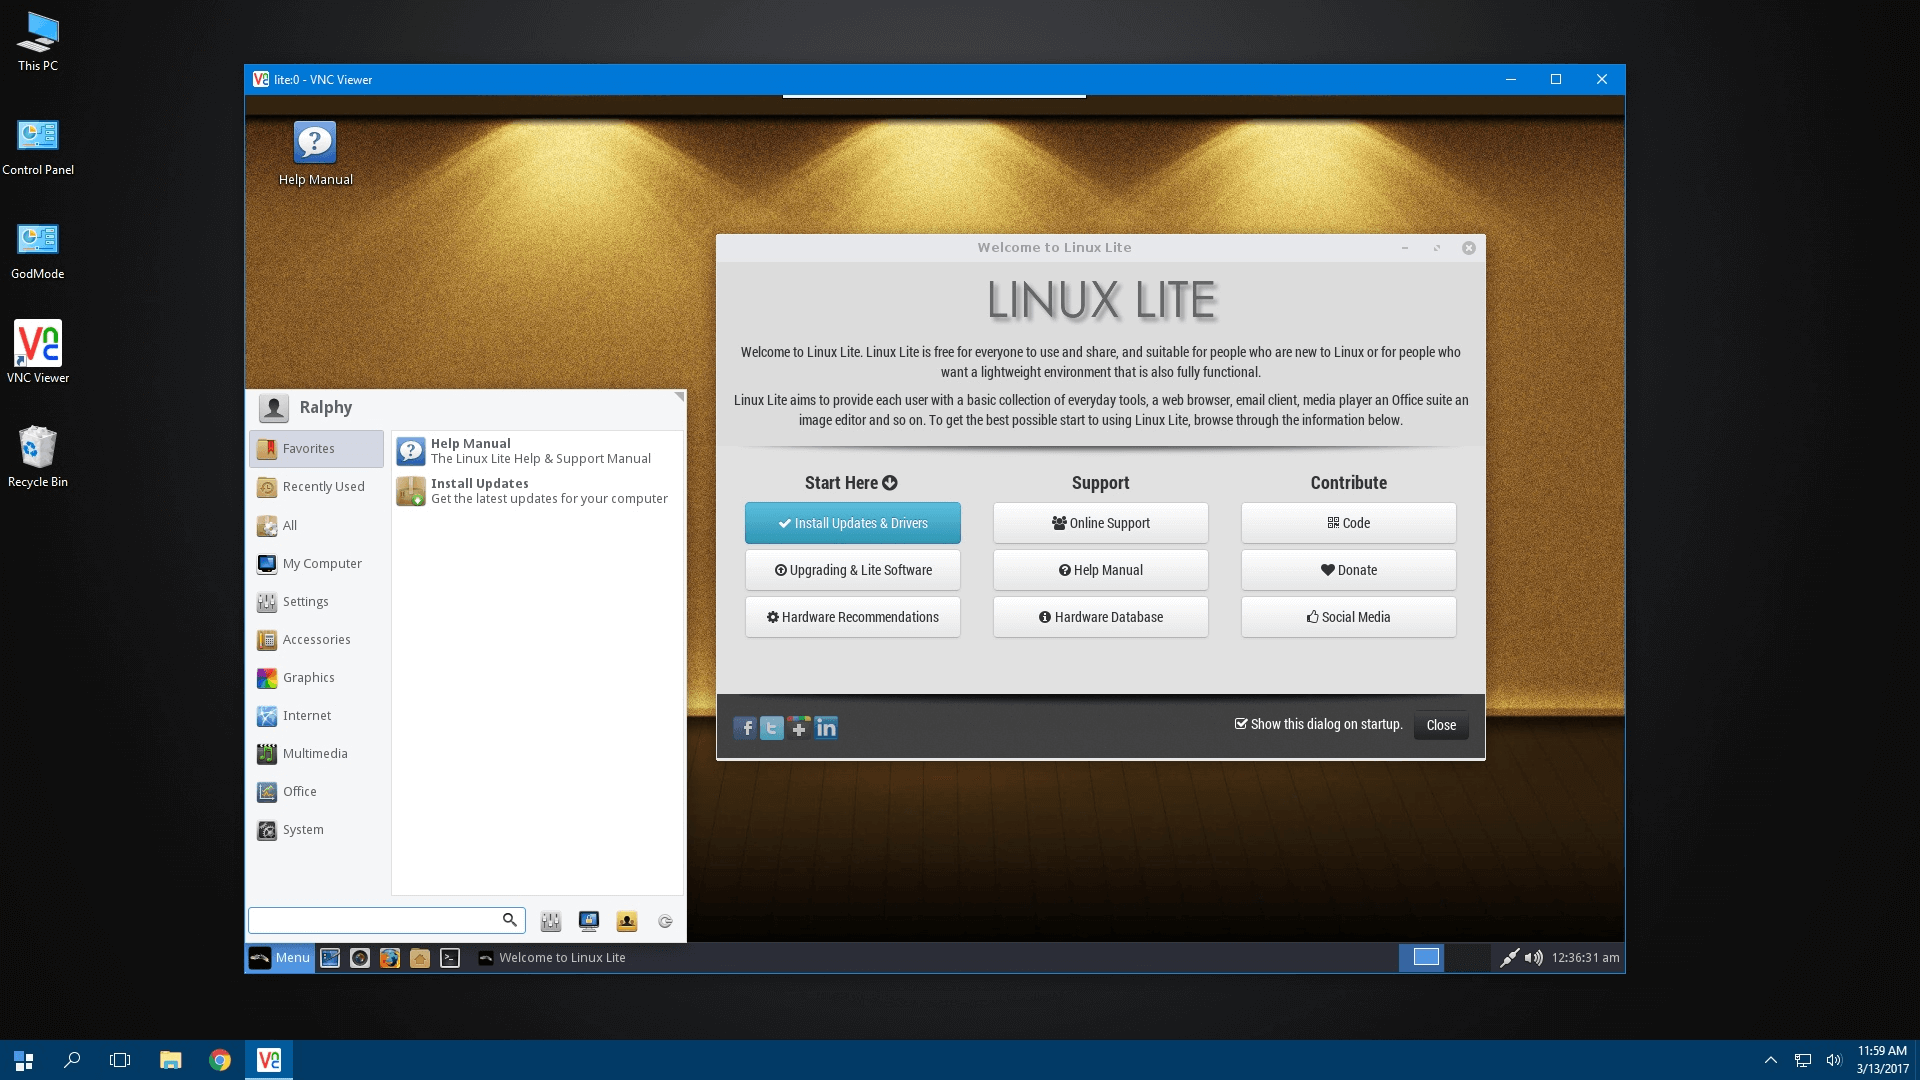 This PC
Control Panel
GodMode
VNC Viewer
Recycle Bin
lite:0 - VNC Viewer
Help Manual
Welcome to Linux Lite
LINUX LITE
Welcome to Linux Lite. Linux Lite is free for everyone to use and share, and suitable for people who are new to Linux or for people who
want a lightweight environment that is also fully functional.
Linux Lite aims to provide each user with a basic collection of everyday tools, a web browser, email client, media player an Office suite an
image editor and so on. To get the best possible start to using Linux Lite, browse through the information below.
Start Here
Install Updates & Drivers
Upgrading & Lite Software
Hardware Recommendations
Support
Online Support
Help Manual
Hardware Database
Contribute
Code
Donate
Social Media
Show this dialog on startup.
Close
Ralphy
Favorites
Recently Used
All
My Computer
Settings
Accessories
Graphics
Internet
Multimedia
Office
System
Help Manual
The Linux Lite Help & Support Manual
Install Updates
Get the latest updates for your computer
Menu
Welcome to Linux Lite
12:36:31 am
11:59 AM
3/13/2017